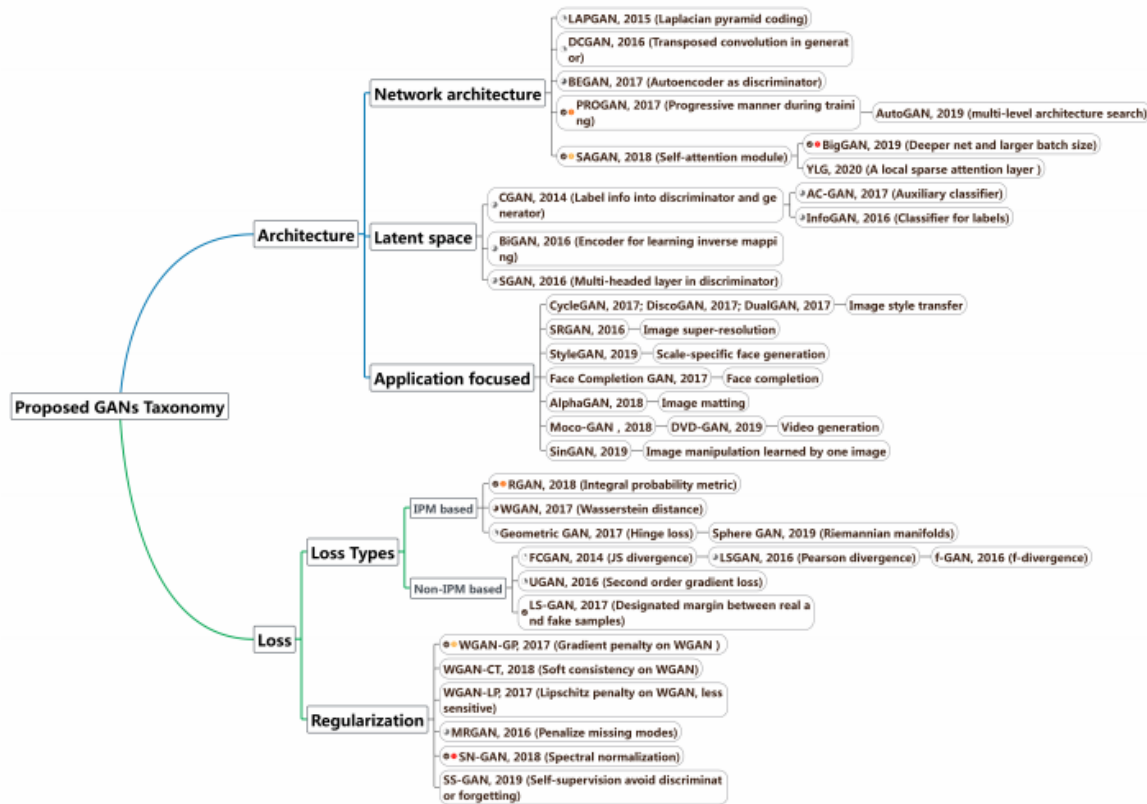 LAPGAN, 2015 (Laplacian pyramid coding)
DCGAN, 2016 (Transposed convolution in generat
or)
BEGAN, 2017 (Autoencoder as discriminator)
Network architecture
PROGAN, 2017 (Progressive manner during traini
ng)
AutoGAN, 2019 (multi-level architecture search)
SAGAN, 2018 (Self-attention module)
BigGAN, 2019 (Deeper net and larger batch size)
YLG, 2020 (A local sparse attention layer )
Architecture
Latent space
CGAN, 2014 (Label info into discriminator and ge
nerator)
AC-GAN, 2017 (Auxiliary classifier)
InfoGAN, 2016 (Classifier for labels)
BiGAN, 2016 (Encoder for learning inverse mappi
ng)
SGAN, 2016 (Multi-headed layer in discriminator)
Application focused
CycleGAN, 2017; DiscoGAN, 2017; DualGAN, 2017
Image style transfer
SRGAN, 2016
Image super-resolution
StyleGAN, 2019
Scale-specific face generation
Face Completion GAN, 2017
Face completion
AlphaGAN, 2018
Image matting
Moco-GAN , 2018
DVD-GAN, 2019
Video generation
SinGAN, 2019
Image manipulation learned by one image
Proposed GANs Taxonomy
Loss
Loss Types
IPM based
RGAN, 2018 (Integral probability metric)
WGAN, 2017 (Wasserstein distance)
Geometric GAN, 2017 (Hinge loss)
Sphere GAN, 2019 (Riemannian manifolds)
Non-IPM based
FCGAN, 2014 (JS divergence)
LSGAN, 2016 (Pearson divergence)
f-GAN, 2016 (f-divergence)
UGAN, 2016 (Second order gradient loss)
LS-GAN, 2017 (Designated margin between real a
nd fake samples)
Regularization
WGAN-GP, 2017 (Gradient penalty on WGAN )
WGAN-CT, 2018 (Soft consistency on WGAN)
WGAN-LP, 2017 (Lipschitz penalty on WGAN, less
sensitive)
MRGAN, 2016 (Penalize missing modes)
SN-GAN, 2018 (Spectral normalization)
SS-GAN, 2019 (Self-supervision avoid discriminat
or forgetting)